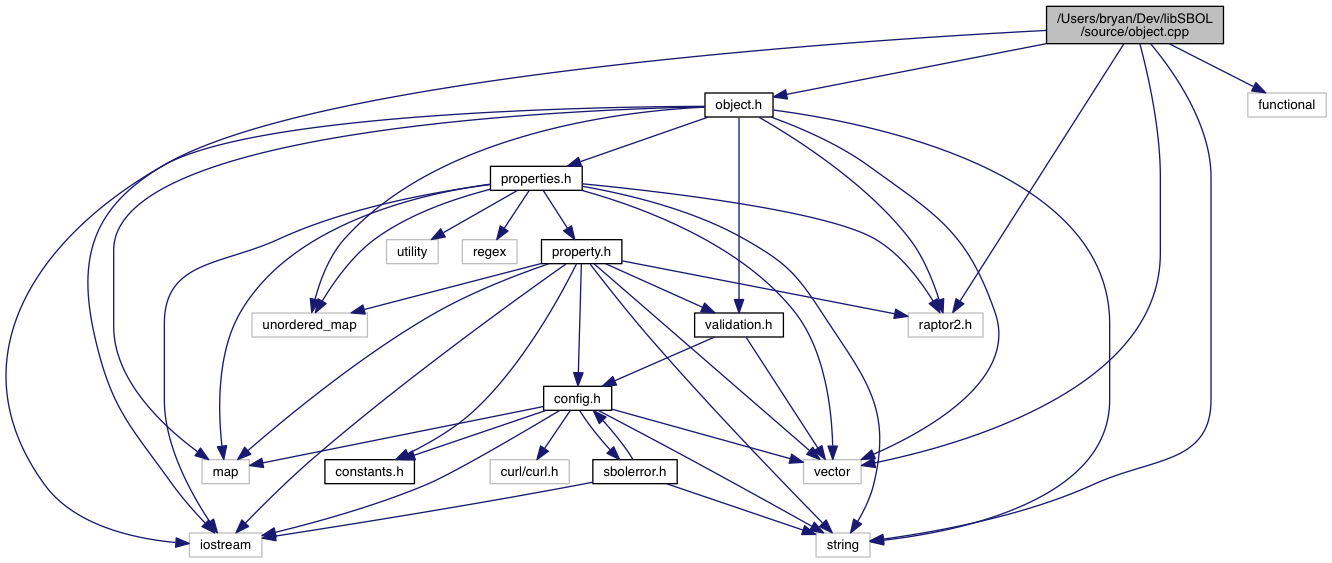 /Users/bryan/Dev/libSBOL
/source/object.cpp
object.h
functional
properties.h
utility
regex
property.h
unordered_map
validation.h
raptor2.h
config.h
map
constants.h
curl/curl.h
sbolerror.h
vector
iostream
string